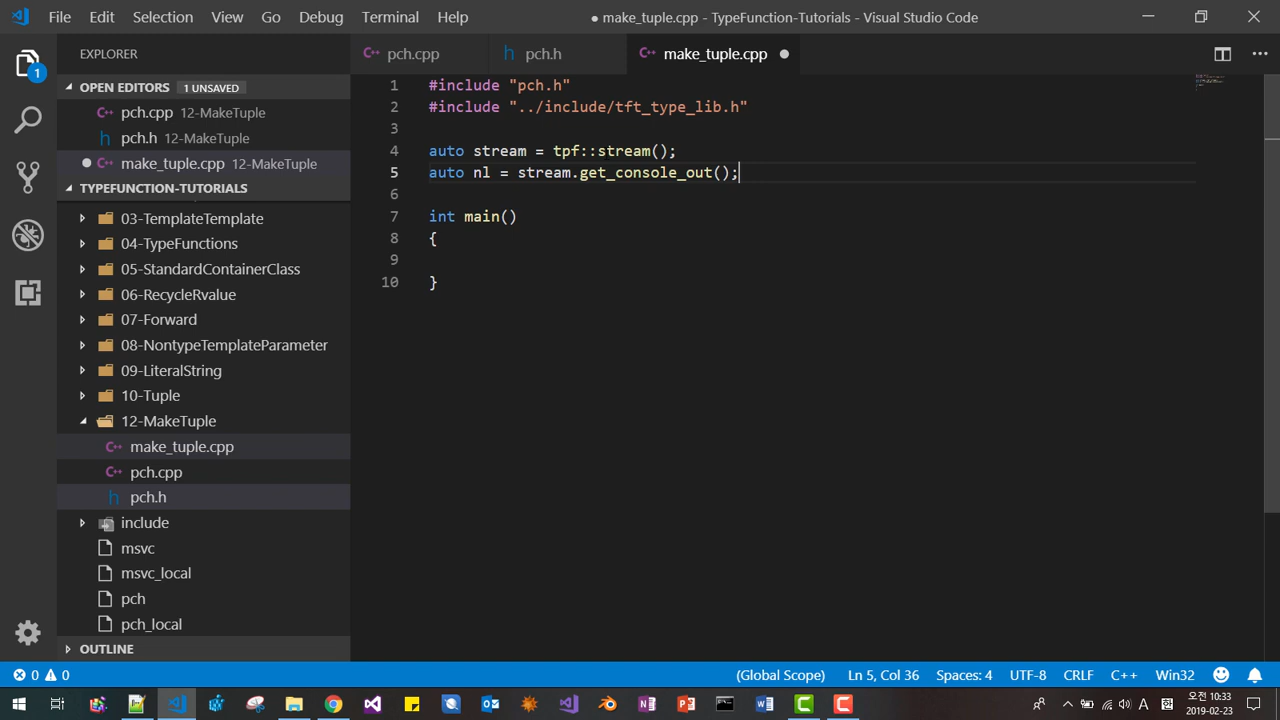 File Edit Selection View Go Debug Terminal Help
● make_tuple.cpp - TypeFunction-Tutorials - Visual Studio Code
EXPLORER
OPEN EDITORS 1 UNSAVED
pch.cpp 12-MakeTuple
pch.h 12-MakeTuple
make_tuple.cpp 12-MakeTuple
TYPEFUNCTION-TUTORIALS
03-TemplateTemplate
04-TypeFunctions
05-StandardContainerClass
06-RecycleRvalue
07-Forward
08-NontypeTemplateParameter
09-LiteralString
10-Tuple
12-MakeTuple
make_tuple.cpp
pch.cpp
pch.h
include
msvc
msvc_local
pch
pch_local
OUTLINE
1
pch.cpp pch.h make_tuple.cpp
1 #include "pch.h"
2 #include "../include/tft_type_lib.h"
3
4 auto stream = tpf::stream();
5 auto nl = stream.get_console_out();
6
7 int main()
8 {
9
10 }
0 0 (Global Scope) Ln 5, Col 36 Spaces: 4 UTF-8 CRLF C++ Win32
오전 10:33
2019-02-23